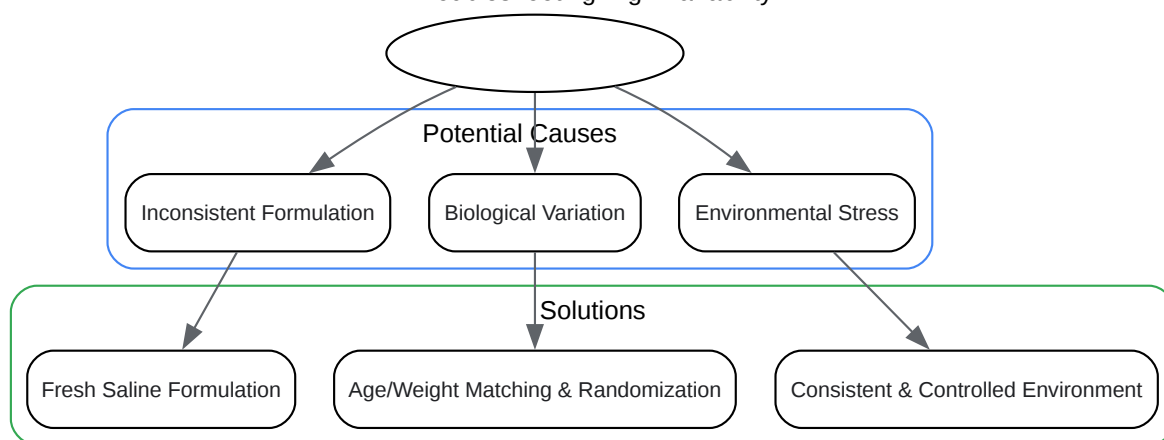 Potential Causes
Inconsistent Formulation
Biological Variation
Environmental Stress
Solutions
Fresh Saline Formulation
Age/Weight Matching & Randomization
Consistent & Controlled Environment